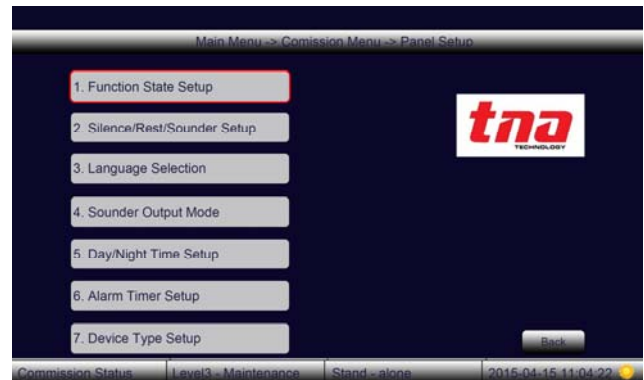 Main Menu -> Comission Menu -> Panel Setup
1. Function State Setup
2. Silence/Rest/Sounder Setup
3. Language Selection
4. Sounder Output Mode
5. Day/Night Time Setup
6. Alarm Timer Setup
7. Device Type Setup
tna
TECHNOLOGY
Back
Commission Status Level3 - Maintenance Stand - alone 2015-04-15 11:04:22